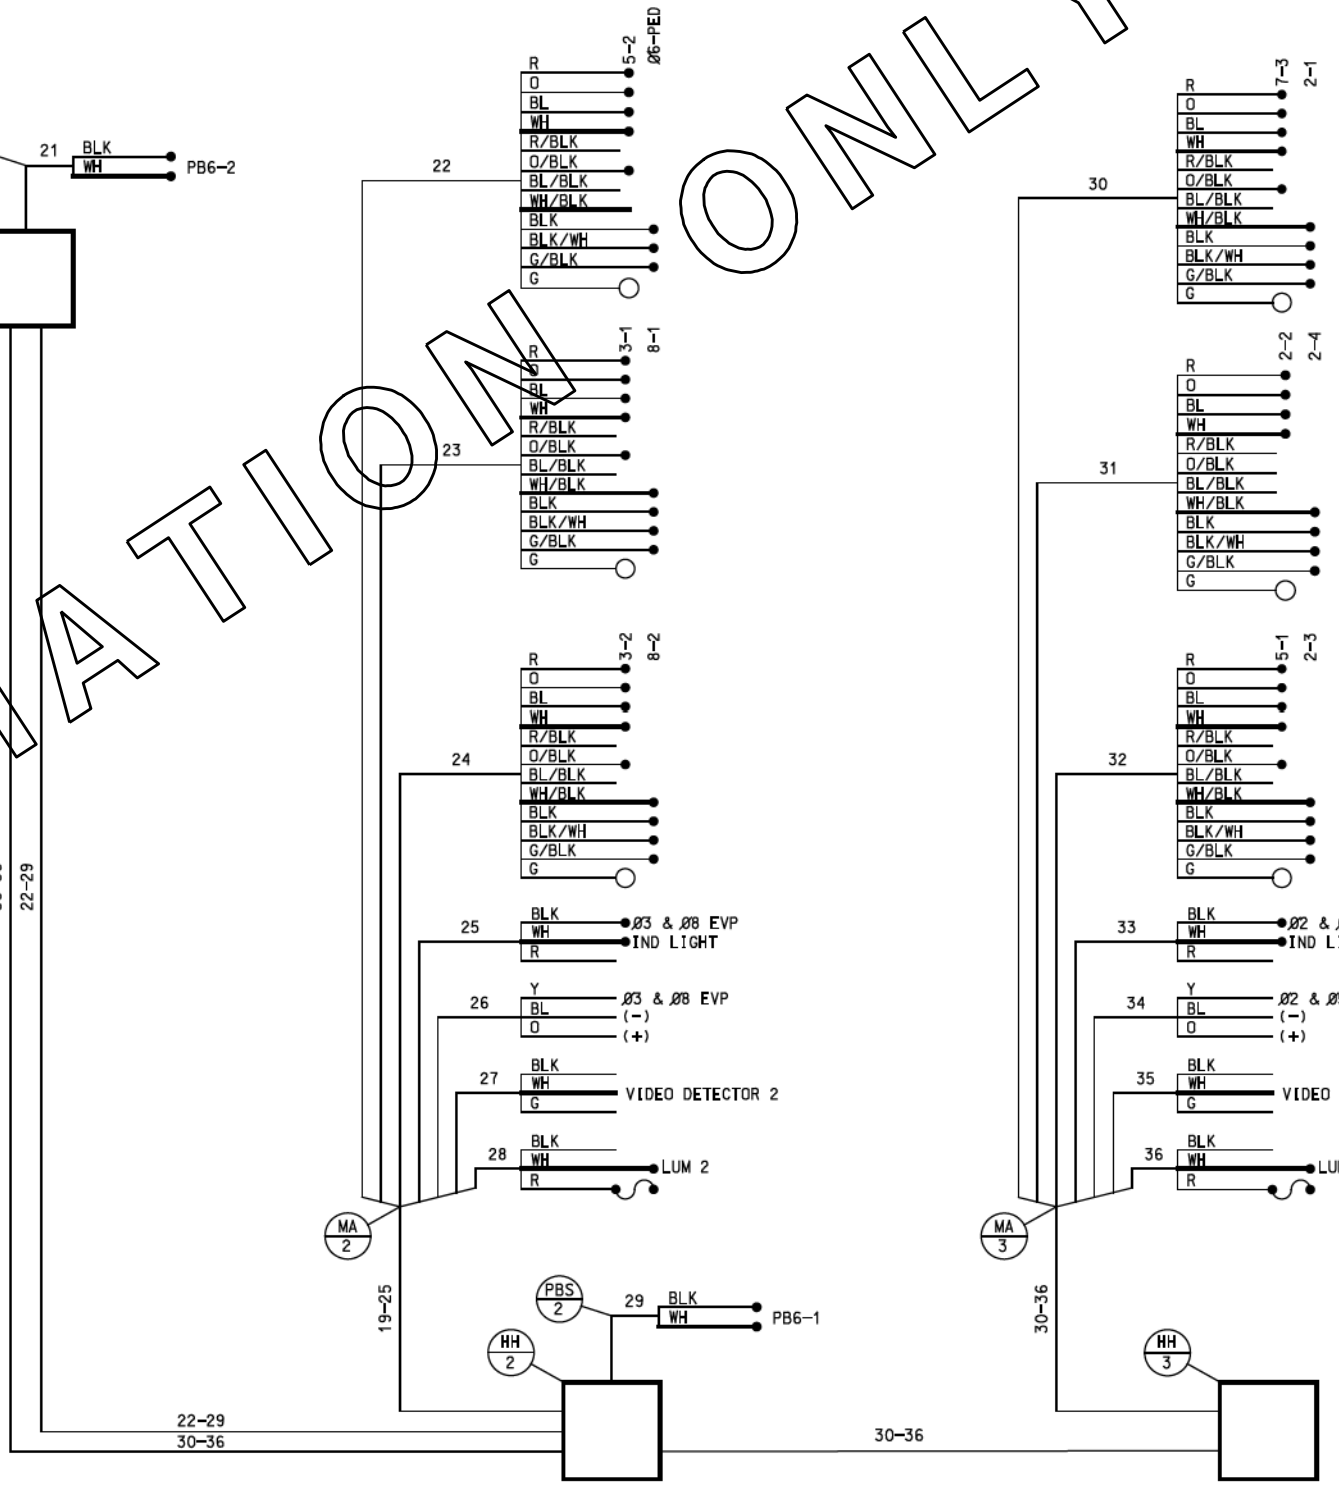 VATION ONLY
21
BLK
WH
PB6-2
22
5-2
Ø6-PED
R
O
BL
WH
R/BLK
O/BLK
BL/BLK
WH/BLK
BLK
BLK/WH
G/BLK
G
23
3-1
8-1
R
O
BL
WH
R/BLK
O/BLK
BL/BLK
WH/BLK
BLK
BLK/WH
G/BLK
G
24
3-2
8-2
R
O
BL
WH
R/BLK
O/BLK
BL/BLK
WH/BLK
BLK
BLK/WH
G/BLK
G
25
BLK
WH
R
Ø3 & Ø8 EVP
IND LIGHT
26
Y
BL
O
Ø3 & Ø8 EVP
(-)
(+)
27
BLK
WH
G
VIDEO DETECTOR 2
28
BLK
WH
R
LUM 2
MA
2
19-25
PBS
2
29
BLK
WH
PB6-1
HH
2
22-29
22-29
30-36
30-36
30
7-3
2-1
R
O
BL
WH
R/BLK
O/BLK
BL/BLK
WH/BLK
BLK
BLK/WH
G/BLK
G
31
2-2
2-4
R
O
BL
WH
R/BLK
O/BLK
BL/BLK
WH/BLK
BLK
BLK/WH
G/BLK
G
32
5-1
2-3
R
O
BL
WH
R/BLK
O/BLK
BL/BLK
WH/BLK
BLK
BLK/WH
G/BLK
G
33
BLK
WH
R
Ø2 &
IND L
34
Y
BL
O
Ø2 &
(-)
(+)
35
BLK
WH
G
VIDEO
36
BLK
WH
R
LU
MA
3
30-36
HH
3